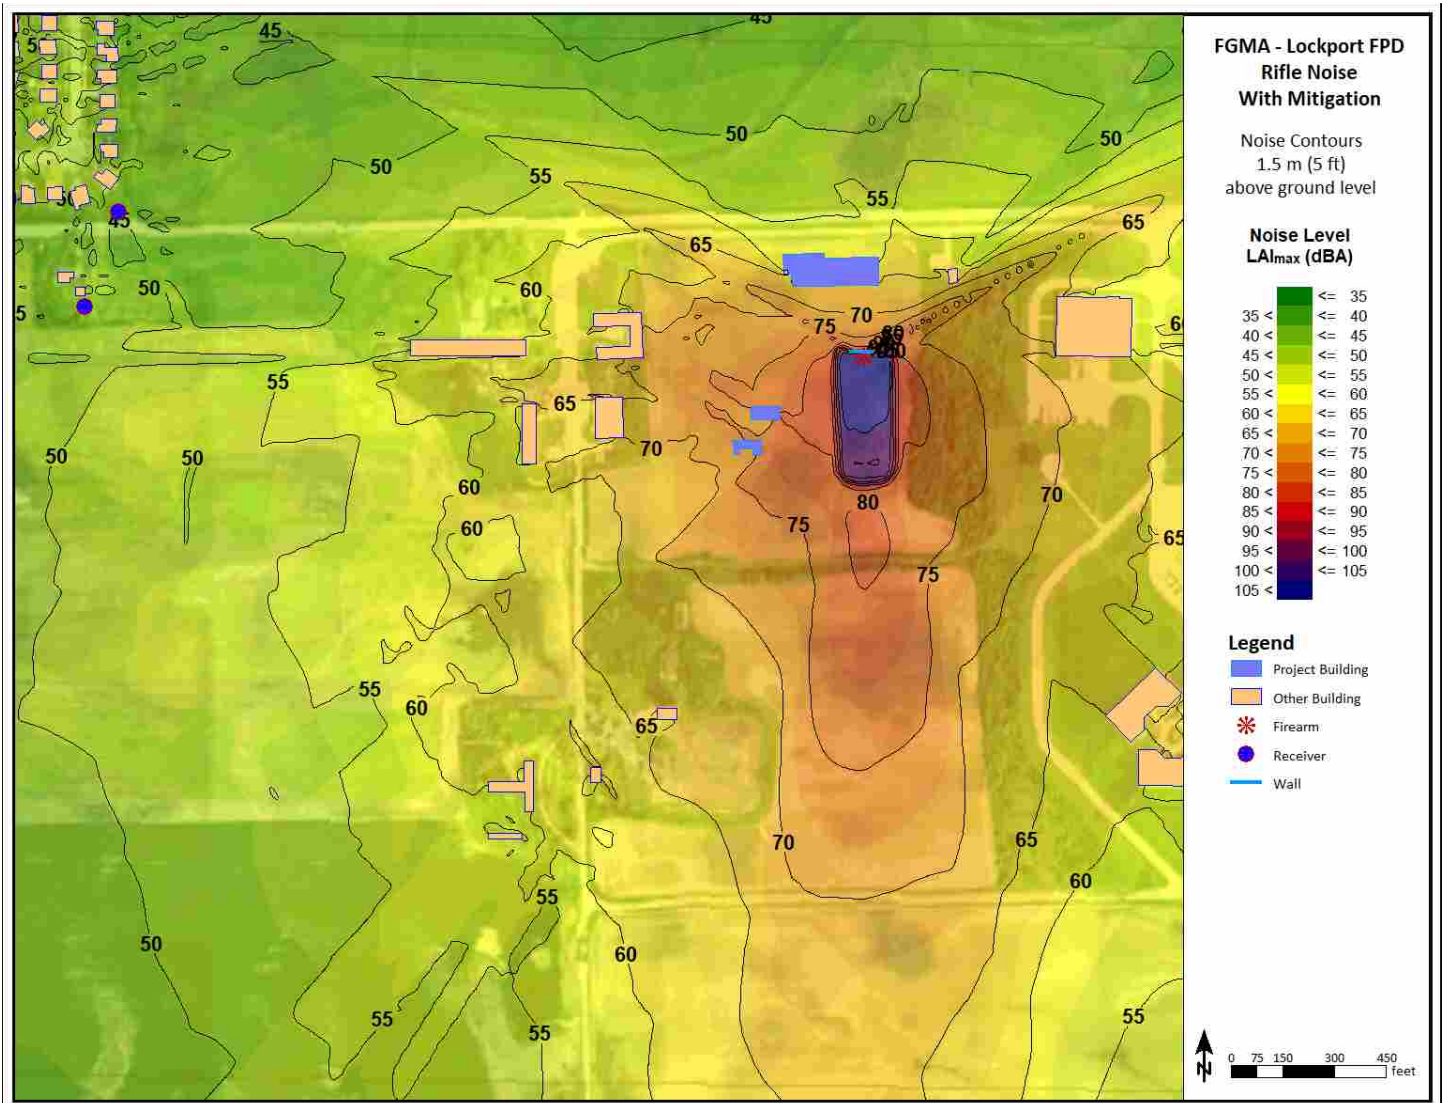 FGMA - Lockport FPD
Rifle Noise
With Mitigation
Noise Contours
1.5 m (5 ft)
above ground level
Noise Level
LAImax (dBA)
<= 35
35 < <= 40
40 < <= 45
45 < <= 50
50 < <= 55
55 < <= 60
60 < <= 65
65 < <= 70
70 < <= 75
75 < <= 80
80 < <= 85
85 < <= 90
90 < <= 95
95 < <= 100
100 < <= 105
105 <
Legend
Project Building
Other Building
Firearm
Receiver
Wall
N
0 75 150 300 450
feet
45
45
50
50
50
55
55
45
65
65
50
60
70
75
55
65
70
50
50
60
70
80
75
60
65
75
55
60
65
70
65
60
55
50
60
55
55
55